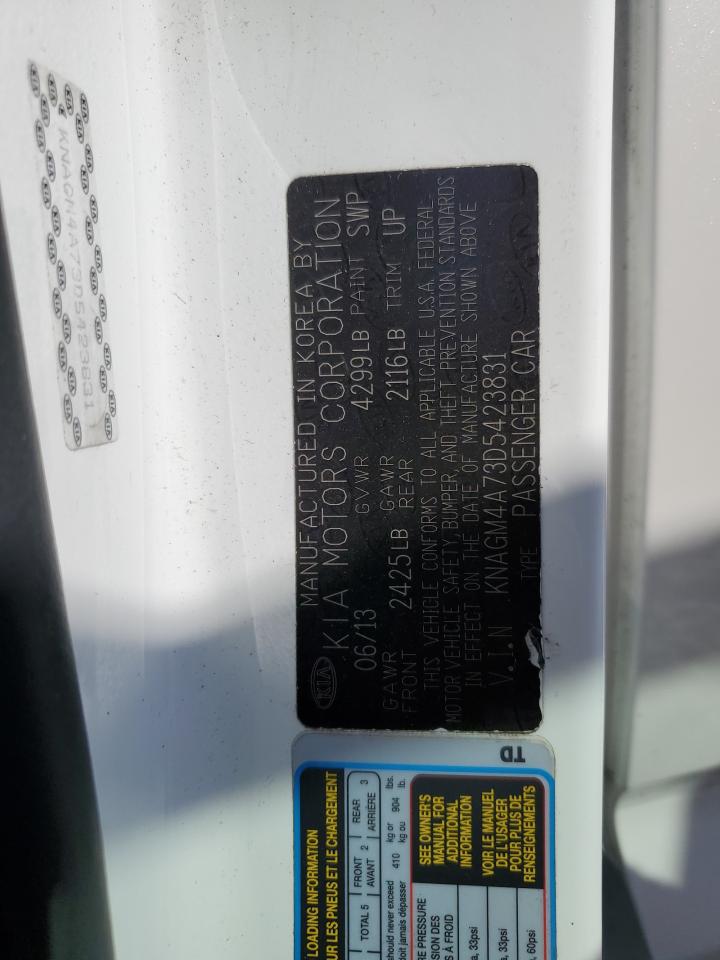 KNAGM4A73D5423831
MANUFACTURED IN KOREA BY
KIA KIA MOTORS CORPORATION
06/13 GVWR 4299LB PAINT SWP
GAWR FRONT 2425LB GAWR REAR 2116LB TRIM UP
THIS VEHICLE CONFORMS TO ALL APPLICABLE U.S.A. FEDERAL
MOTOR VEHICLE SAFETY, BUMPER, AND THEFT PREVENTION STANDARDS
IN EFFECT ON THE DATE OF MANUFACTURE SHOWN ABOVE
V.I.N KNAGM4A73D5423831
TYPE PASSENGER CAR
TD
LOADING INFORMATION
UR LES PNEUS ET LE CHARGEMENT
TOTAL 5 FRONT AVANT 2 REAR ARRIÈRE 3
should never exceed 410 kg or 904 lbs.
doit jamais dépasser kg ou lb.
RE PRESSURE
SION DES
S À FROID
a, 33psi
a, 33psi
a, 60psi
SEE OWNER'S
MANUAL FOR
ADDITIONAL
INFORMATION
VOIR LE MANUEL
DE L'USAGER
POUR PLUS DE
RENSEIGNEMENTS